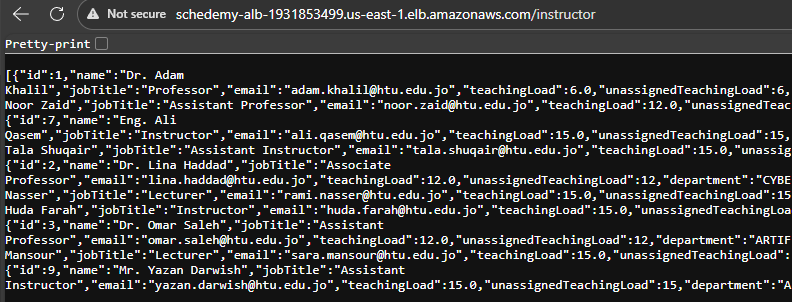 Not secure schedemy-alb-1931853499.us-east-1.elb.amazonaws.com/instructor
Pretty-print
[{"id":1,"name":"Dr. Adam
Khalil","jobTitle":"Professor","email":"adam.khalil@htu.edu.jo","teachingLoad":6.0,"unassignedTeachingLoad":6,
Noor Zaid","jobTitle":"Assistant Professor","email":"noor.zaid@htu.edu.jo","teachingLoad":12.0,"unassignedTeac
{"id":7,"name":"Eng. Ali
Qasem","jobTitle":"Instructor","email":"ali.qasem@htu.edu.jo","teachingLoad":15.0,"unassignedTeachingLoad":15,
Tala Shuqair","jobTitle":"Assistant Instructor","email":"tala.shuqair@htu.edu.jo","teachingLoad":15.0,"unassig
{"id":2,"name":"Dr. Lina Haddad","jobTitle":"Associate
Professor","email":"lina.haddad@htu.edu.jo","teachingLoad":12.0,"unassignedTeachingLoad":12,"department":"CYBE
Nasser","jobTitle":"Lecturer","email":"rami.nasser@htu.edu.jo","teachingLoad":15.0,"unassignedTeachingLoad":15
Huda Farah","jobTitle":"Instructor","email":"huda.farah@htu.edu.jo","teachingLoad":15.0,"unassignedTeachingLoa
{"id":3,"name":"Dr. Omar Saleh","jobTitle":"Assistant
Professor","email":"omar.saleh@htu.edu.jo","teachingLoad":12.0,"unassignedTeachingLoad":12,"department":"ARTIF
Mansour","jobTitle":"Lecturer","email":"sara.mansour@htu.edu.jo","teachingLoad":15.0,"unassignedTeachingLoad":
{"id":9,"name":"Mr. Yazan Darwish","jobTitle":"Assistant
Instructor","email":"yazan.darwish@htu.edu.jo","teachingLoad":15.0,"unassignedTeachingLoad":15,"department":"A